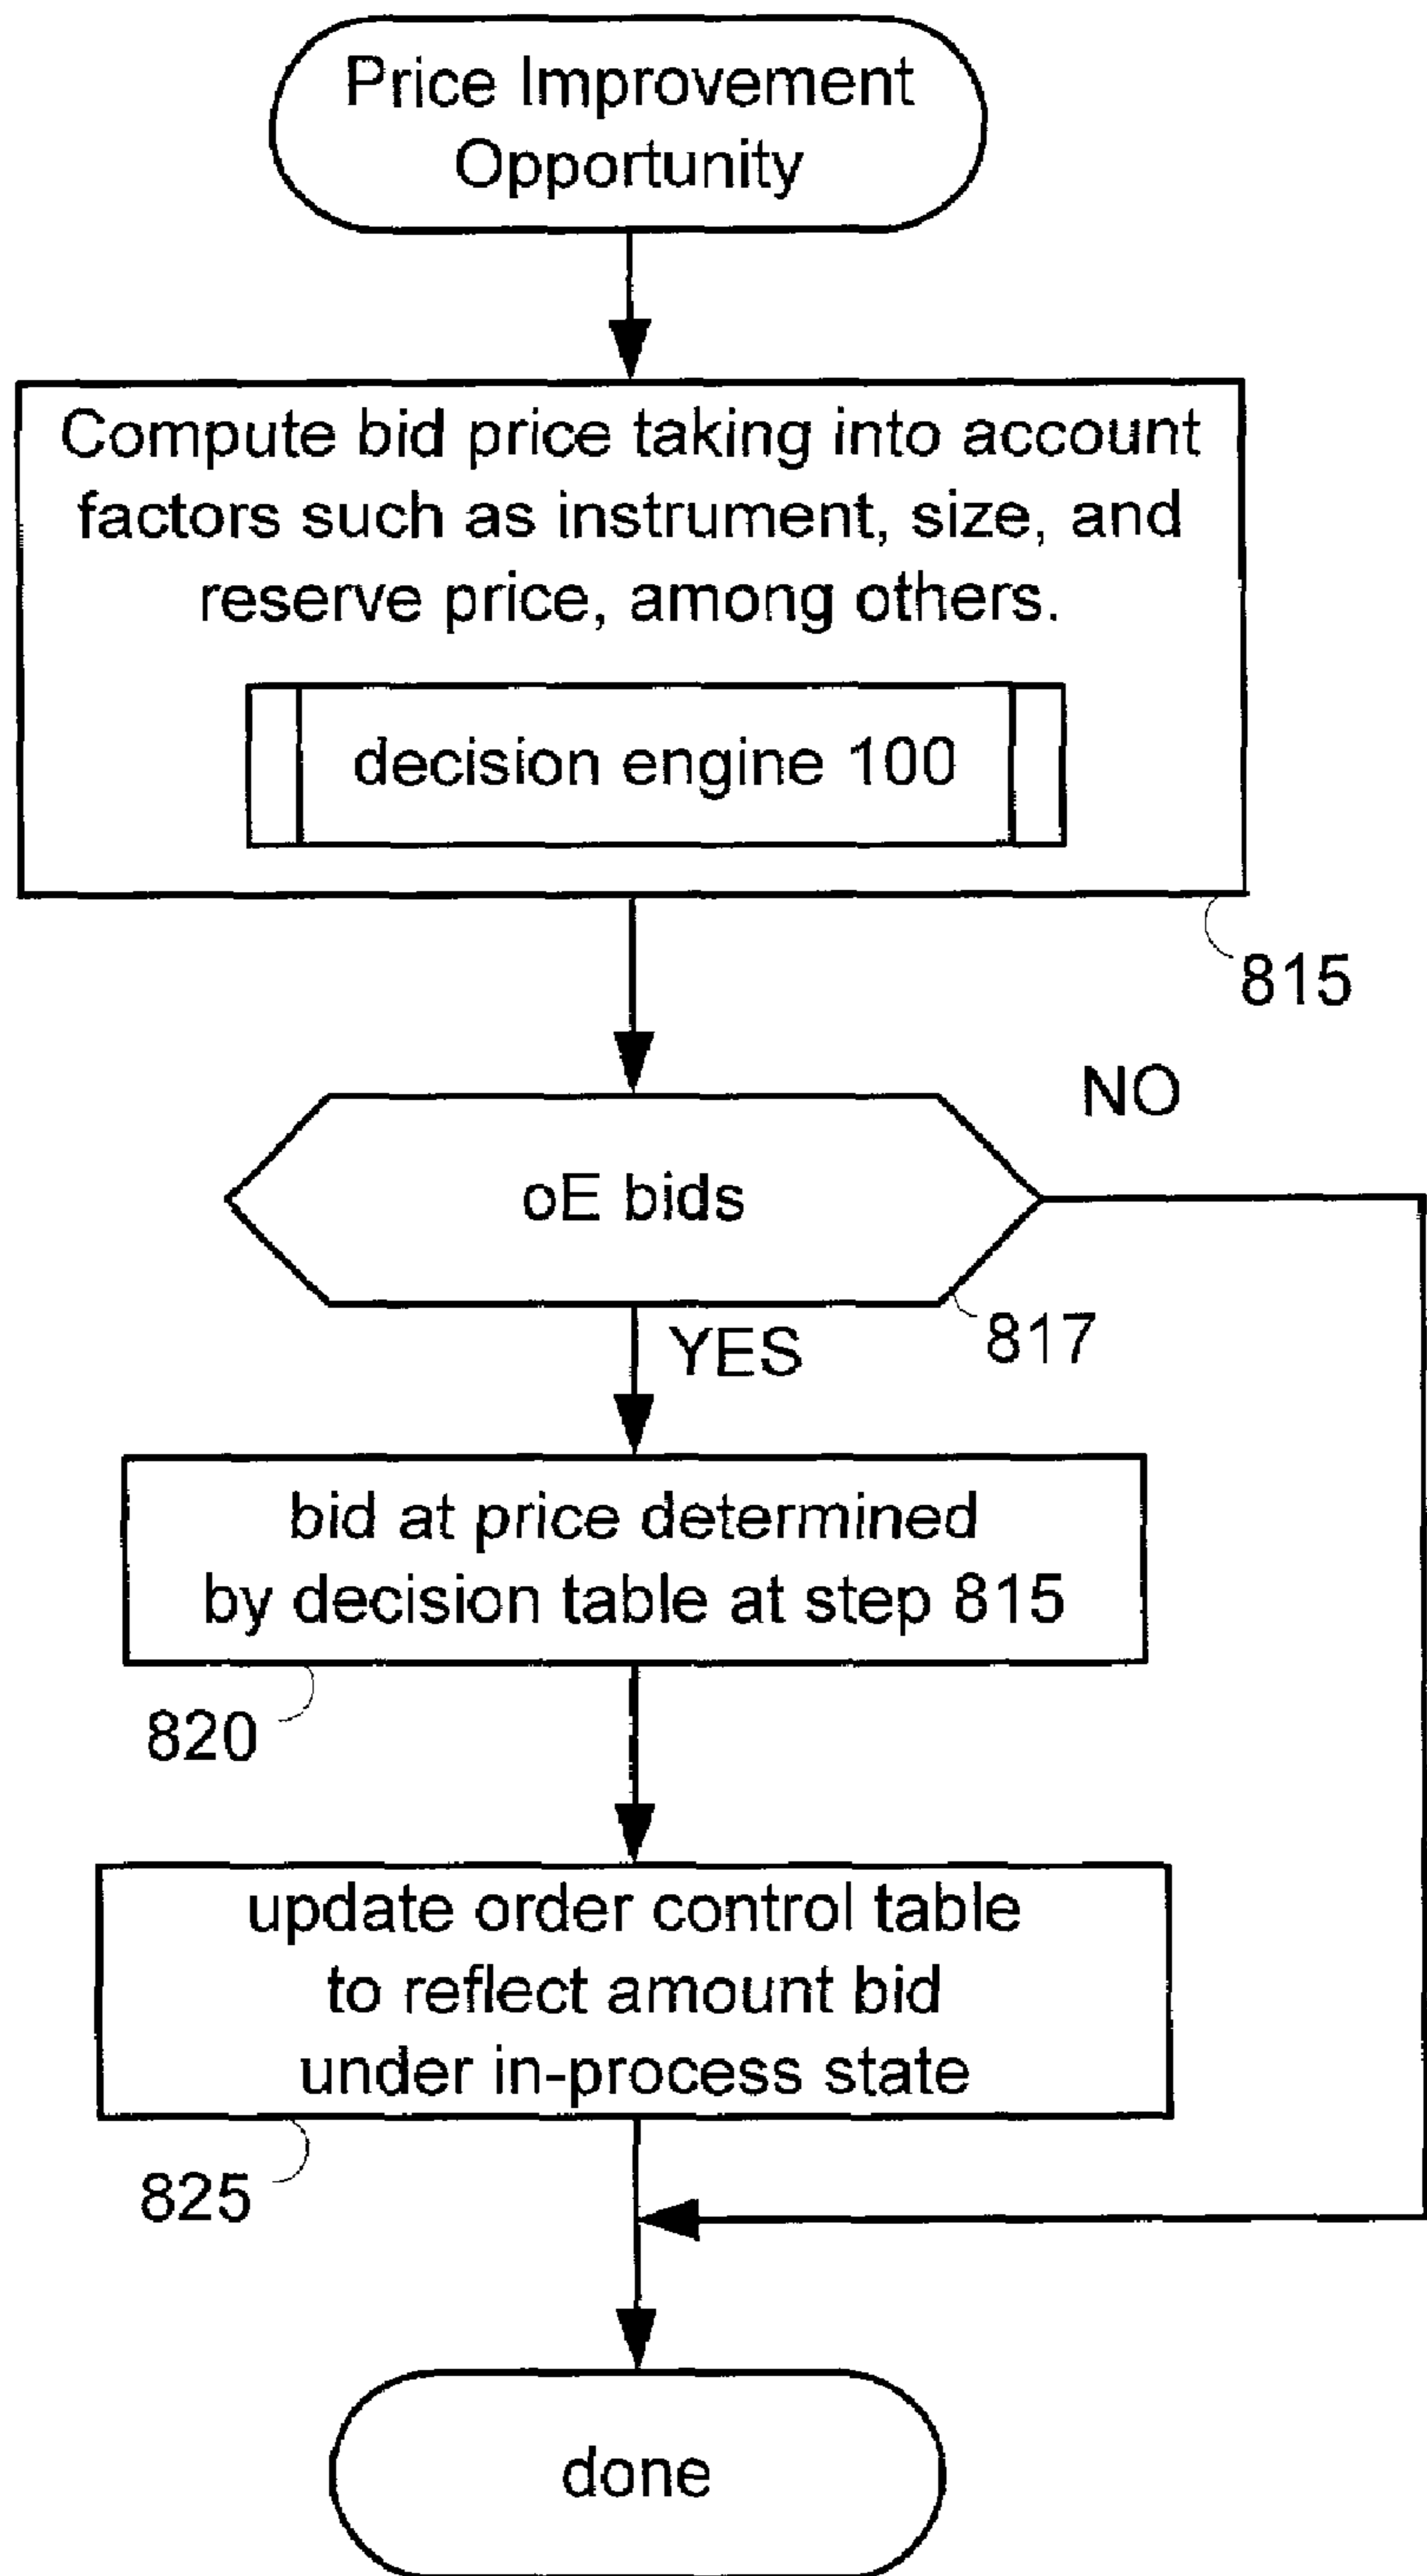 Price Improvement
Opportunity
Compute bid price taking into account
factors such as instrument, size, and
reserve price, among others.
decision engine 100
815
NO
oE bids
817
YES
bid at price determined
by decision table at step 815
820
update order control table
to reflect amount bid
under in-process state
825
done